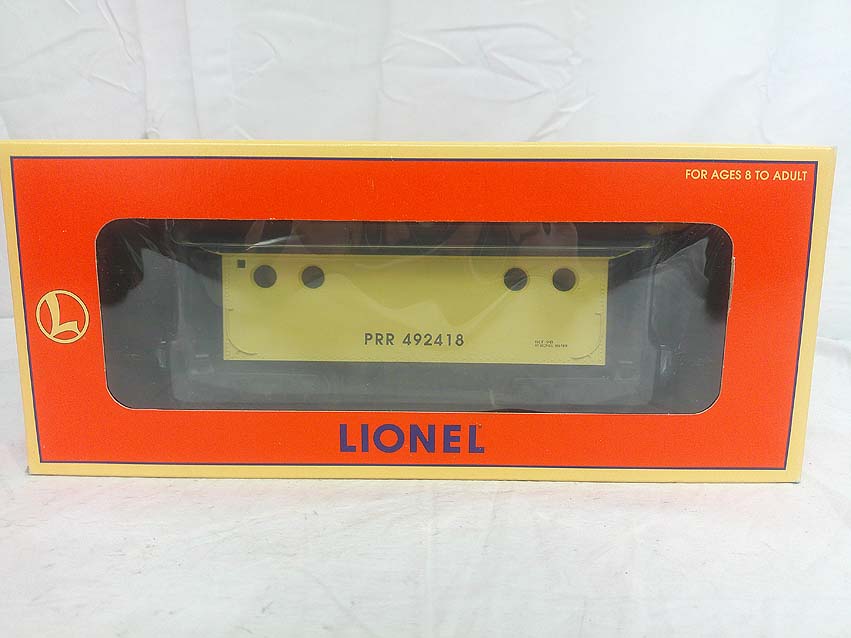 FOR AGES 8 TO ADULT
L
PRR 492418
LIONEL